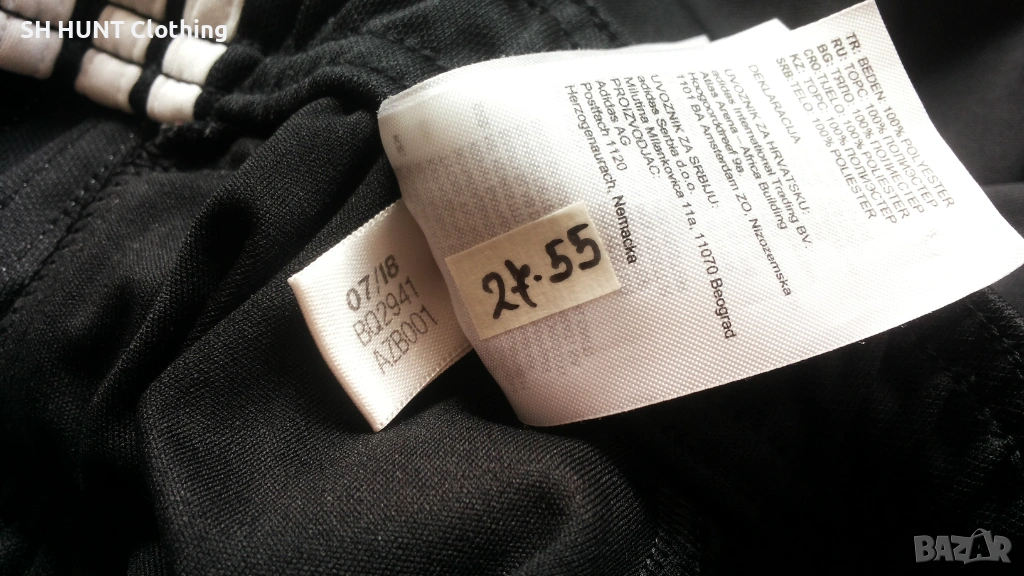 SH HUNT Clothing
TR: BEDEN: 100% POLYESTER
RU: TOPC: 100% ПОЛИЭСТЕР
BG: ТЯЛО: 100% ПОЛИЕСТЕР
CRO: TIJELO: 100% POLIESTER
KZ: ТОРС: 100% ПОЛИЭСТЕР
SRB: TELO: 100% POLIESTER
DEKLARACIJA
UVOZNIK ZA HRVATSKU:
adidas International Trading BV.
Atlas Arena, Africa Building
Hoogoorddreef 9a,
1101 BA Amsterdam ZO, Nizozemska
UVOZNIK ZA SRBIJU:
adidas Serbia d.o.o.
Milutina Milankovica 11a, 11070 Beograd
PROIZVODJAC:
Adidas AG
Postfach 1120
Herzogenaurach, Nemacka
27.55
07/18
BQ2941
AZB001
BAZAR